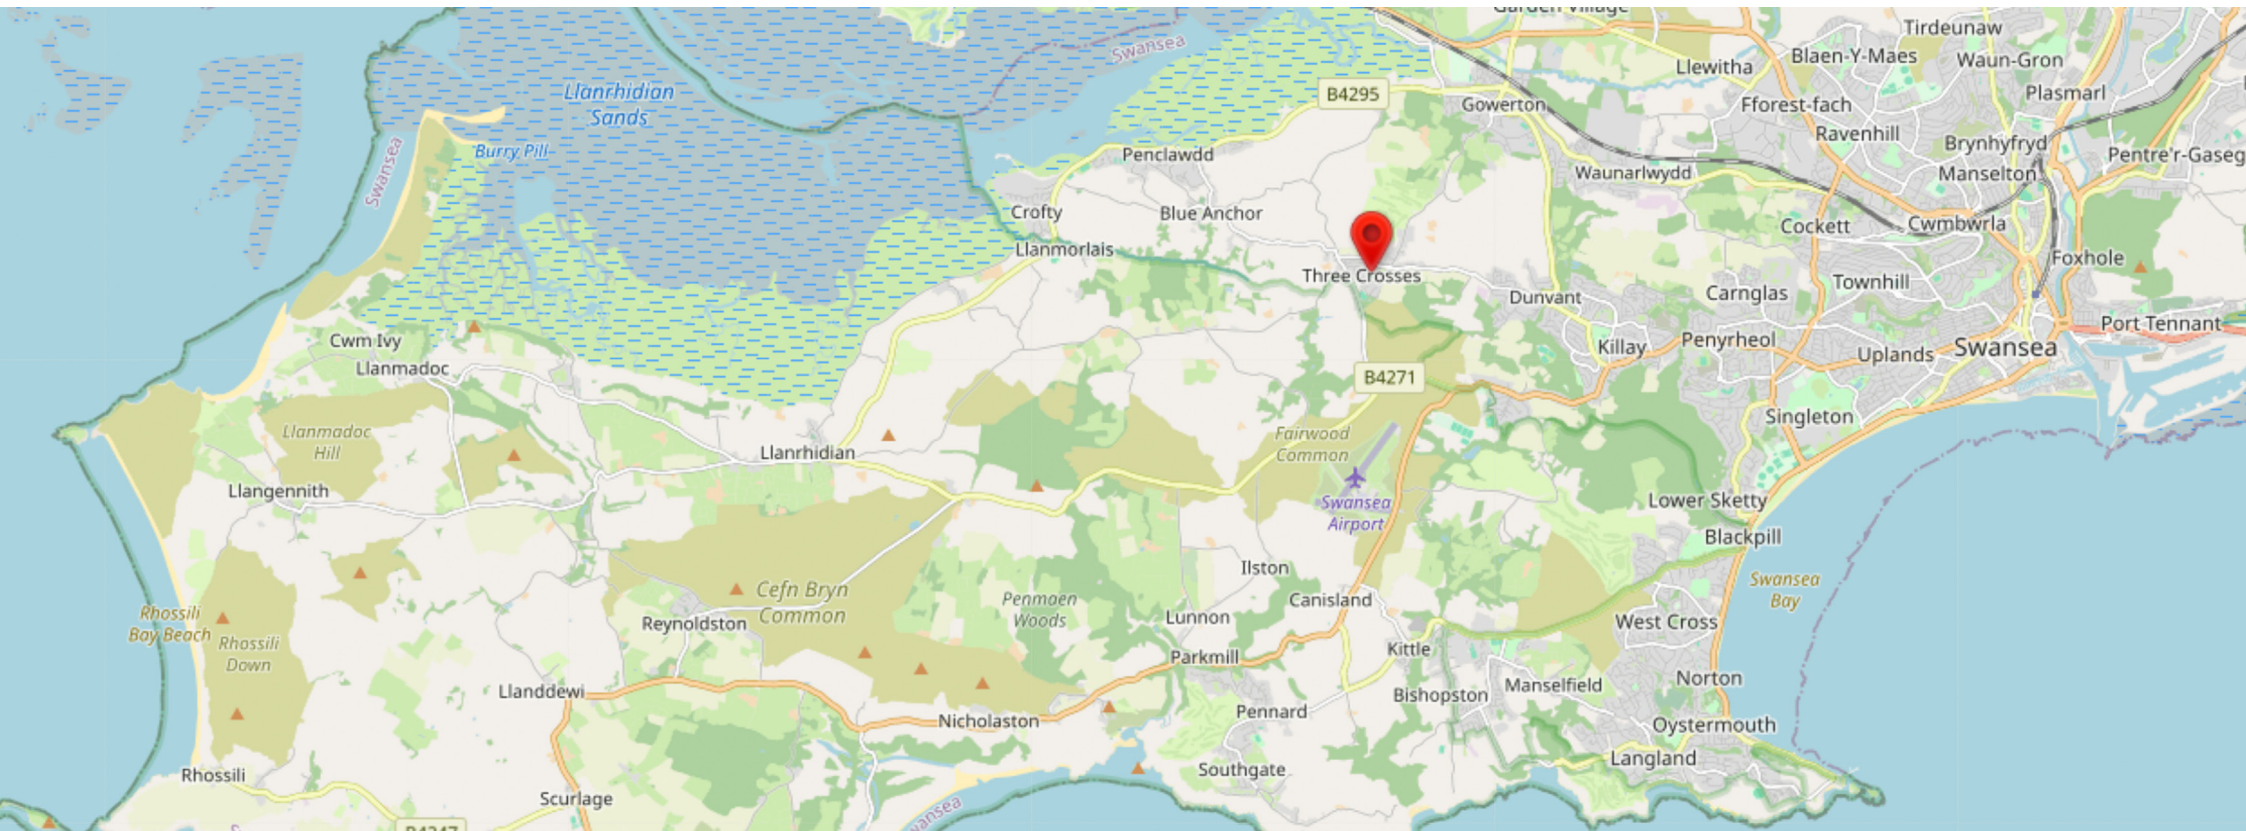 Garden Village
Tirdeunaw
Swansea
Blaen-Y-Maes
Waun-Gron
Llewitha
Llanrhidian
Sands
B4295
Gowerton
Fforest-fach
Plasmarl
Ravenhill
Brynhyfryd
Burry Pill
Penclawdd
Pentre'r-Gaseg
Swansea
Waunarlwydd
Manselton
Crofty
Blue Anchor
Cockett
Cwmbwrla
Llanmorlais
Foxhole
Three Crosses
Townhill
Dunvant
Carnglas
Port Tennant
Cwm Ivy
Killay
Penyrheol
Uplands
Swansea
Llanmadoc
B4271
Singleton
Llanmadoc
Hill
Fairwood
Common
Llanrhidian
Llangennith
Swansea
Airport
Lower Sketty
Blackpill
Ilston
Swansea
Bay
Cefn Bryn
Common
Penmaen
Woods
Canisland
Rhossili
Bay Beach
Reynoldston
Lunnon
West Cross
Rhossili
Down
Parkmill
Kittle
Norton
Llanddewi
Bishopston
Manselfield
Nicholaston
Pennard
Oystermouth
Langland
Rhossili
Southgate
Scurlage
Swansea
B4247